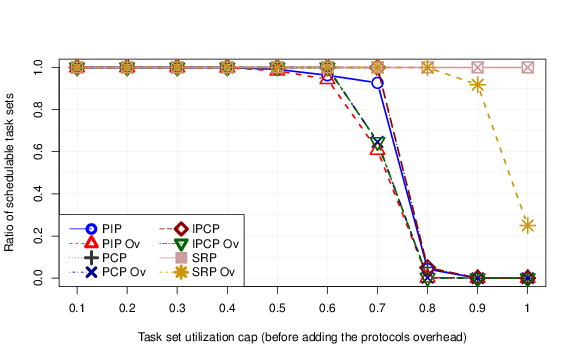 Ratio of schedulable task sets
1.0
0.8
0.6
0.4
0.2
0.0
PIP
PIP Ov
PCP
PCP Ov
IPCP
IPCP Ov
SRP
SRP Ov
0.1 0.2 0.3 0.4 0.5 0.6 0.7 0.8 0.9 1
Task set utilization cap (before adding the protocols overhead)